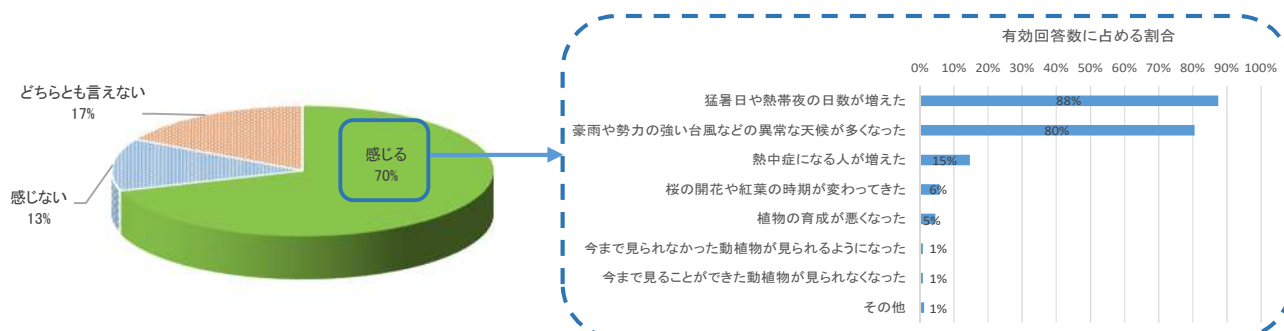 どちらとも言えない
17%
感じない
13%
感じる
70%
有効回答数に占める割合
0% 10% 20% 30% 40% 50% 60% 70% 80% 90% 100%
猛暑日や熱帯夜の日数が増えた 88%
豪雨や勢力の強い台風などの異常な天候が多くなった 80%
熱中症になる人が増えた 15%
桜の開花や紅葉の時期が変わってきた 6%
植物の育成が悪くなった 5%
今まで見られなかった動植物が見られるようになった 1%
今まで見ることができた動植物が見られなくなった 1%
その他 1%